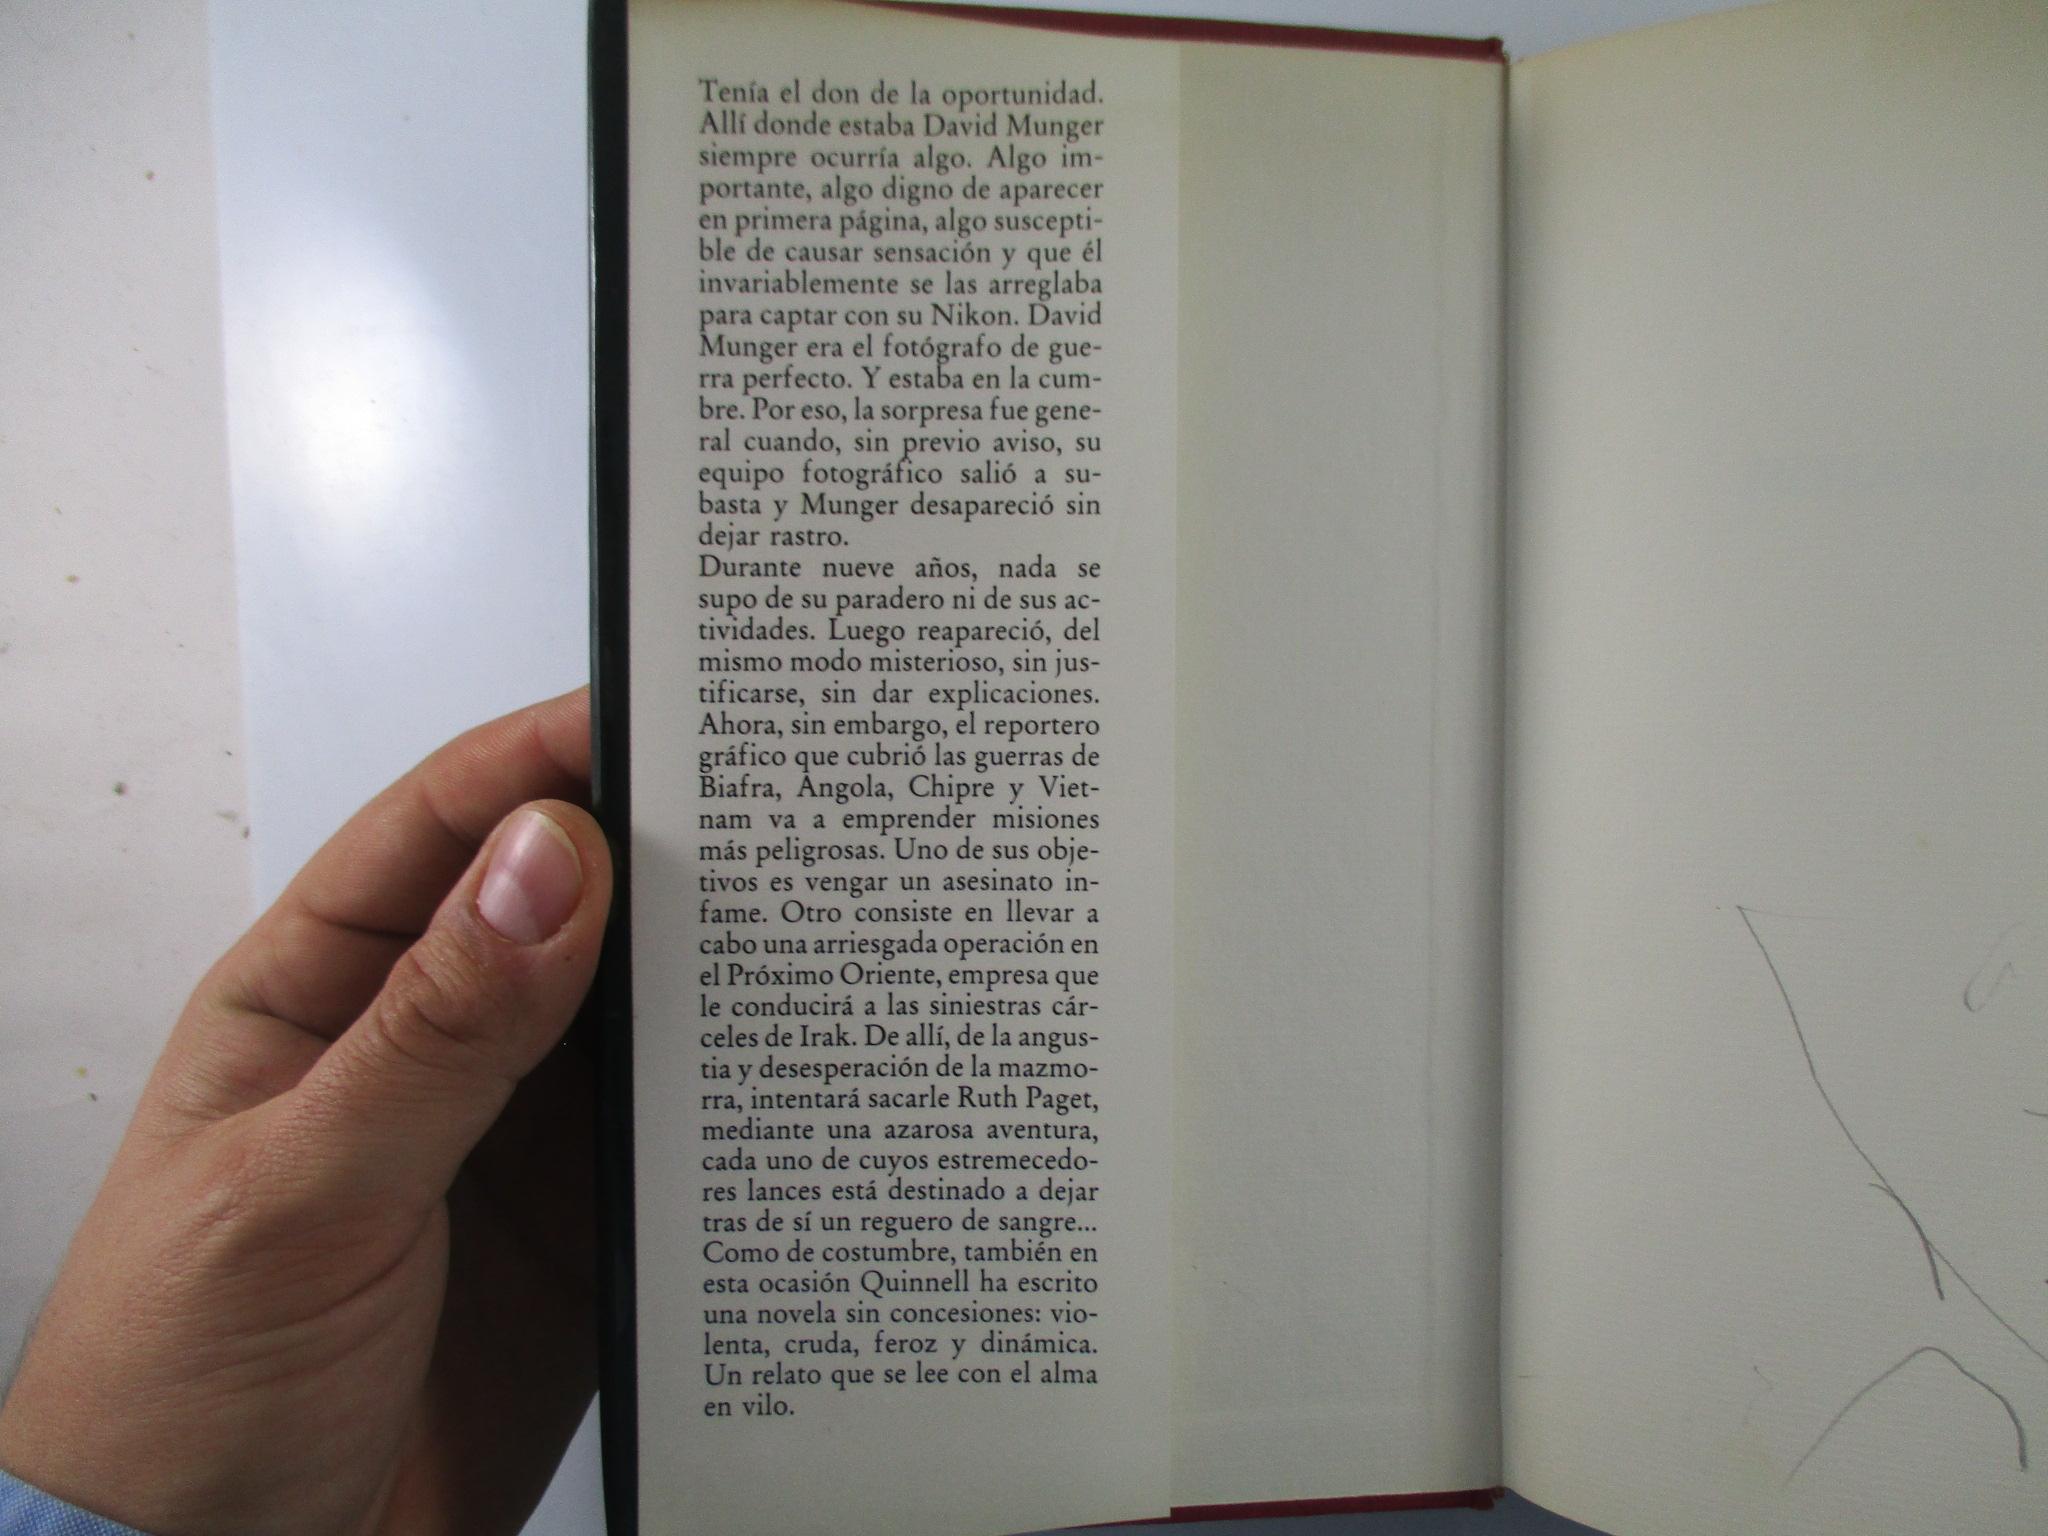 Tenía el don de la oportunidad.
Allí donde estaba David Munger
siempre ocurría algo. Algo im-
portante, algo digno de aparecer
en primera página, algo suscepti-
ble de causar sensación y que él
invariablemente se las arreglaba
para captar con su Nikon. David
Munger era el fotógrafo de gue-
rra perfecto. Y estaba en la cum-
bre. Por eso, la sorpresa fue gene-
ral cuando, sin previo aviso, su
equipo fotográfico salió a su-
basta y Munger desapareció sin
dejar rastro.
Durante nueve años, nada se
supo de su paradero ni de sus ac-
tividades. Luego reapareció, del
mismo modo misterioso, sin jus-
tificarse, sin dar explicaciones.
Ahora, sin embargo, el reportero
gráfico que cubrió las guerras de
Biafra, Angola, Chipre y Viet-
nam va a emprender misiones
más peligrosas. Uno de sus obje-
tivos es vengar un asesinato in-
fame. Otro consiste en llevar a
cabo una arriesgada operación en
el Próximo Oriente, empresa que
le conducirá a las siniestras cár-
celes de Irak. De allí, de la angus-
tia y desesperación de la mazmo-
rra, intentará sacarle Ruth Paget,
mediante una azarosa aventura,
cada uno de cuyos estremecedo-
res lances está destinado a dejar
tras de sí un reguero de sangre...
Como de costumbre, también en
esta ocasión Quinnell ha escrito
una novela sin concesiones: vio-
lenta, cruda, feroz y dinámica.
Un relato que se lee con el alma
en vilo.